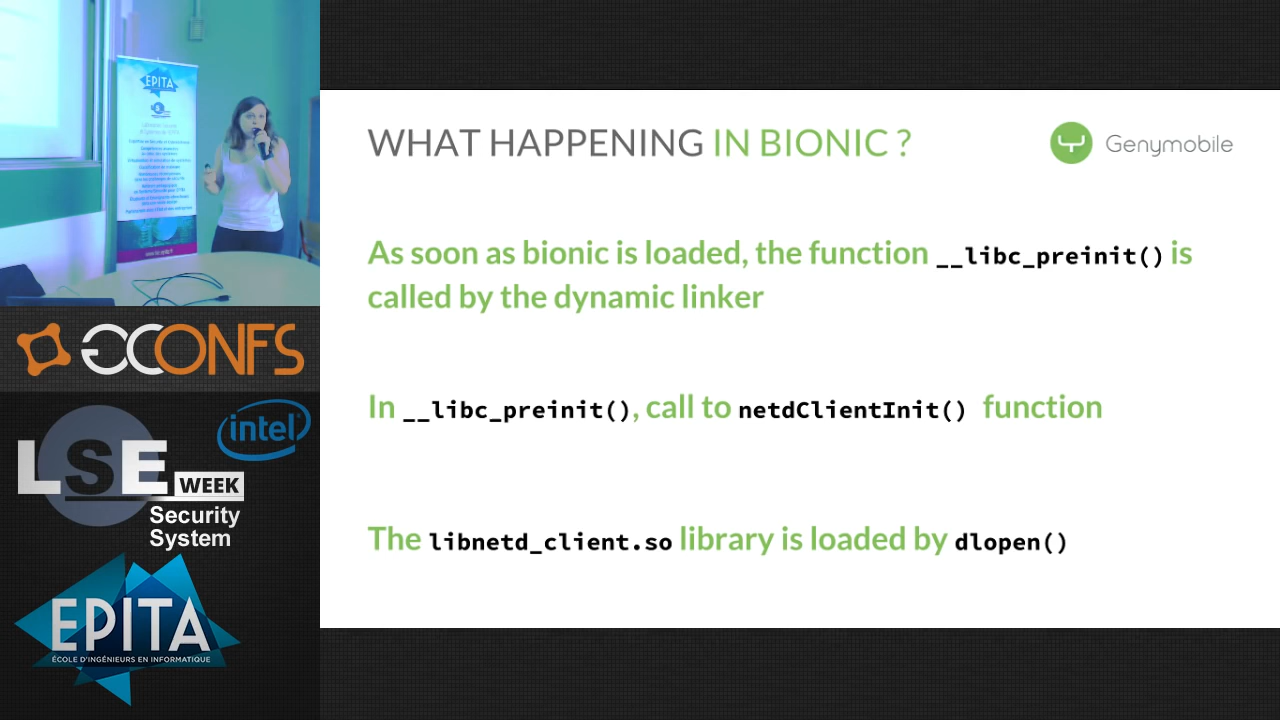 WHAT HAPPENING IN BIONIC ?
Genymobile
As soon as bionic is loaded, the function __libc_preinit() is
called by the dynamic linker
In __libc_preinit(), call to netdClientInit() function
The libnetd_client.so library is loaded by dlopen()
EPITA
GCONFS
intel
LSE
WEEK
Security
System
EPITA
ÉCOLE D'INGÉNIEURS EN INFORMATIQUE